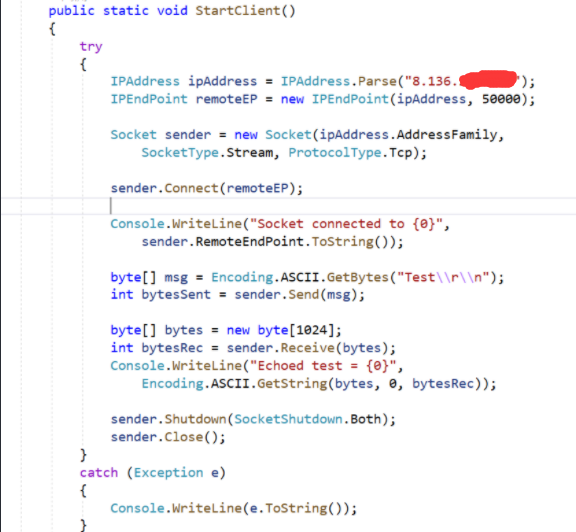 public static void StartClient()
{
try
{
IPAddress ipAddress = IPAddress.Parse("8.136. ");
IPEndPoint remoteEP = new IPEndPoint(ipAddress, 50000);
Socket sender = new Socket(ipAddress.AddressFamily,
SocketType.Stream, ProtocolType.Tcp);
sender.Connect(remoteEP);
Console.WriteLine("Socket connected to {0}",
sender.RemoteEndPoint.ToString());
byte[] msg = Encoding.ASCII.GetBytes("Test\\r\\n");
int bytesSent = sender.Send(msg);
byte[] bytes = new byte[1024];
int bytesRec = sender.Receive(bytes);
Console.WriteLine("Echoed test = {0}",
Encoding.ASCII.GetString(bytes, 0, bytesRec));
sender.Shutdown(SocketShutdown.Both);
sender.Close();
}
catch (Exception e)
{
Console.WriteLine(e.ToString());
}